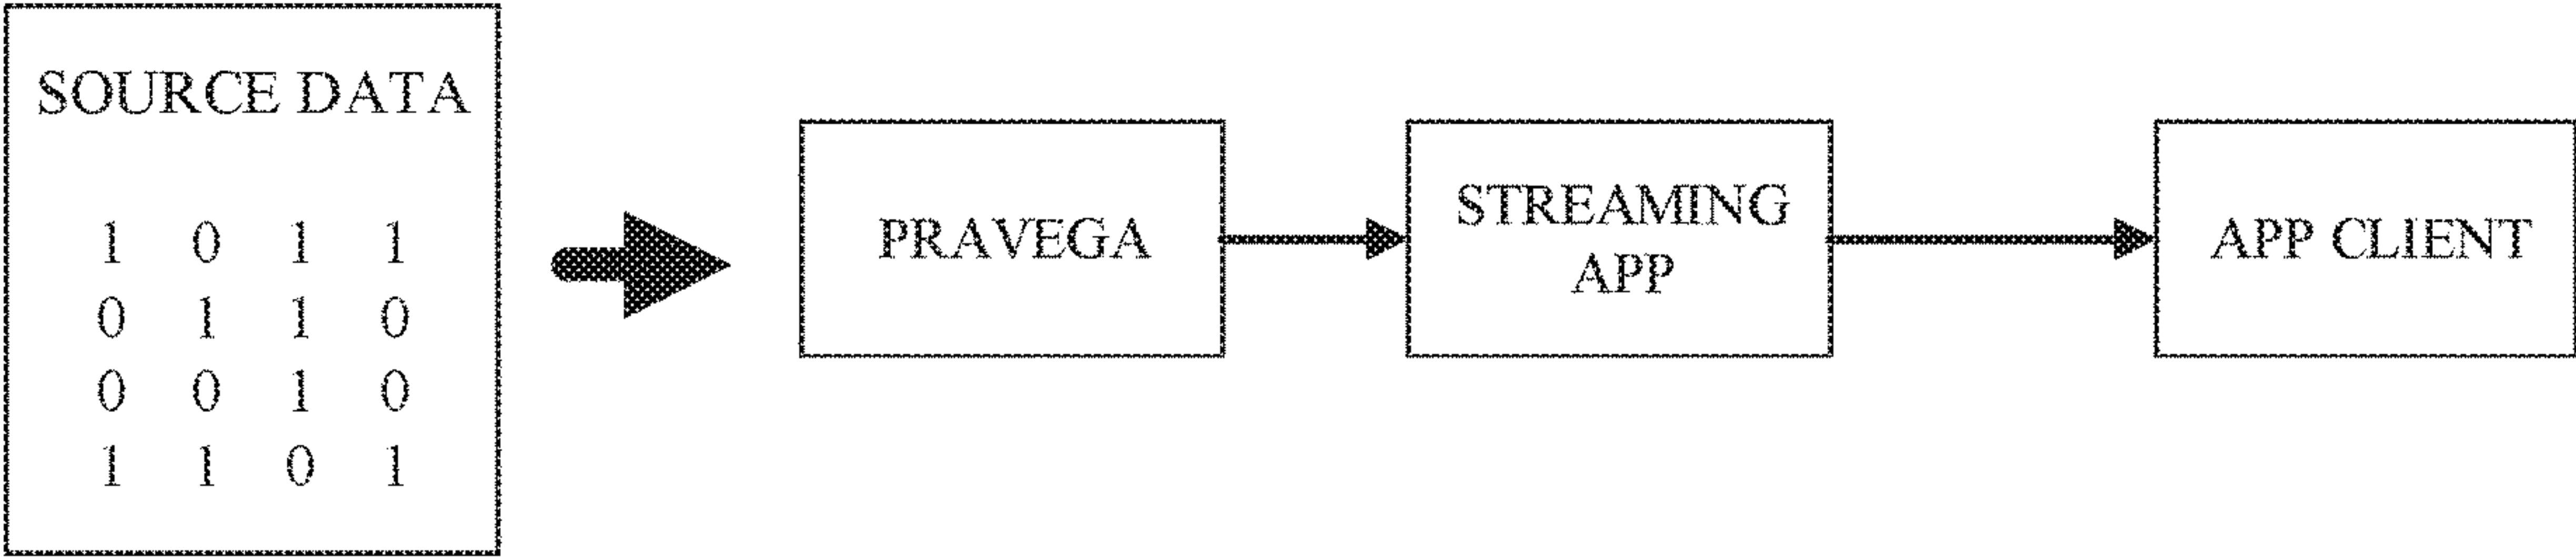 SOURCE DATA
1 0 1 1
0 1 1 0
0 0 1 0
1 1 0 1
PRAVEGA
STREAMING
APP
APP CLIENT